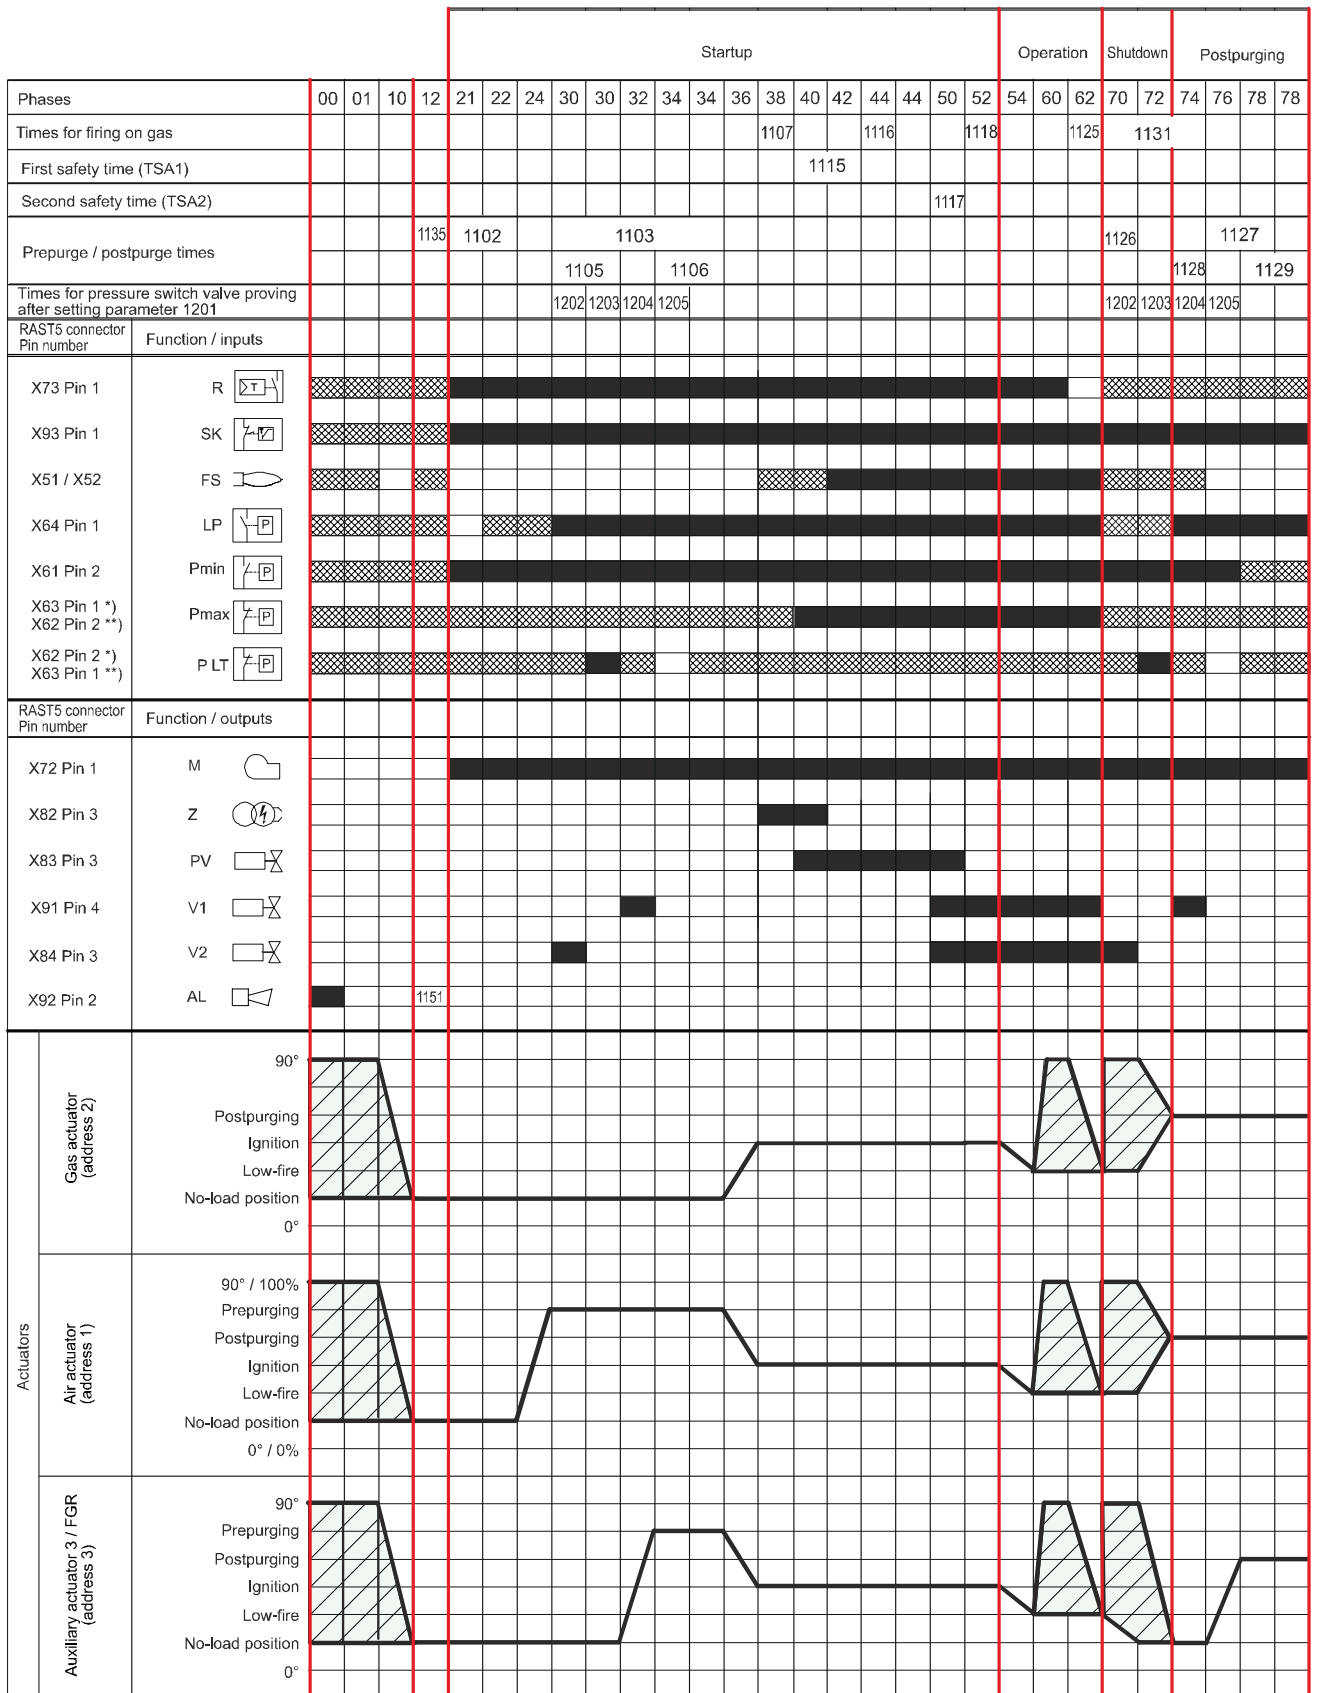 Startup Operation Shutdown Postpurging
Phases 00 01 10 12 21 22 24 30 30 32 34 34 36 38 40 42 44 44 50 52 54 60 62 70 72 74 76 78 78
Times for firing on gas 1107 1116 1118 1125 1131
First safety time (TSA1) 1115
Second safety time (TSA2) 1117
Prepurge / postpurge times
1135 1102 1103 1126 1127
1105 1106 1128 1129
Times for pressure switch valve proving
after setting parameter 1201
1202 1203 1204 1205 1202 1203 1204 1205
RAST5 connector
Pin number
Function / inputs
X73 Pin 1 R T
X93 Pin 1 SK
X51 / X52 FS
X64 Pin 1 LP P
X61 Pin 2 Pmin P
X63 Pin 1 *)
X62 Pin 2 **)
Pmax P
X62 Pin 2 *)
X63 Pin 1 **)
P LT P
RAST5 connector
Pin number
Function / outputs
X72 Pin 1 M
X82 Pin 3 Z
X83 Pin 3 PV
X91 Pin 4 V1
X84 Pin 3 V2
X92 Pin 2 AL 1151
Actuators
Gas actuator
(address 2)
90°
Postpurging
Ignition
Low-fire
No-load position
0°
Air actuator
(address 1)
90° / 100%
Prepurging
Postpurging
Ignition
Low-fire
No-load position
0° / 0%
Auxiliary actuator 3 / FGR
(address 3)
90°
Prepurging
Postpurging
Ignition
Low-fire
No-load position
0°